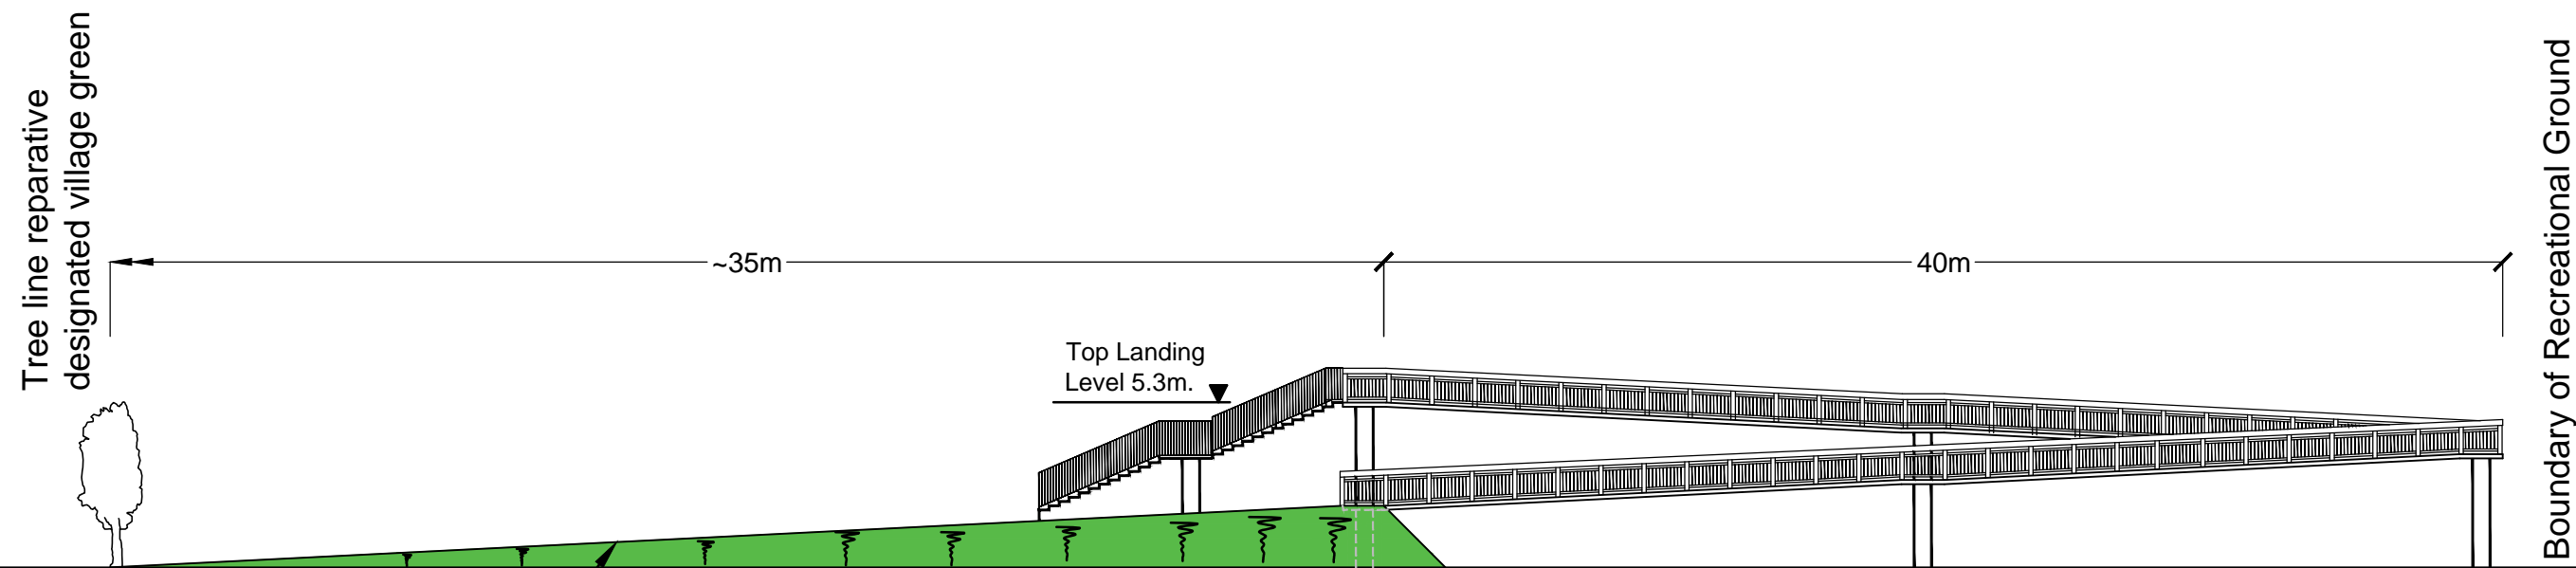 Tree line reparative
designated village green
~35m
40m
Top Landing
Level 5.3m.
Boundary of Recreational Ground